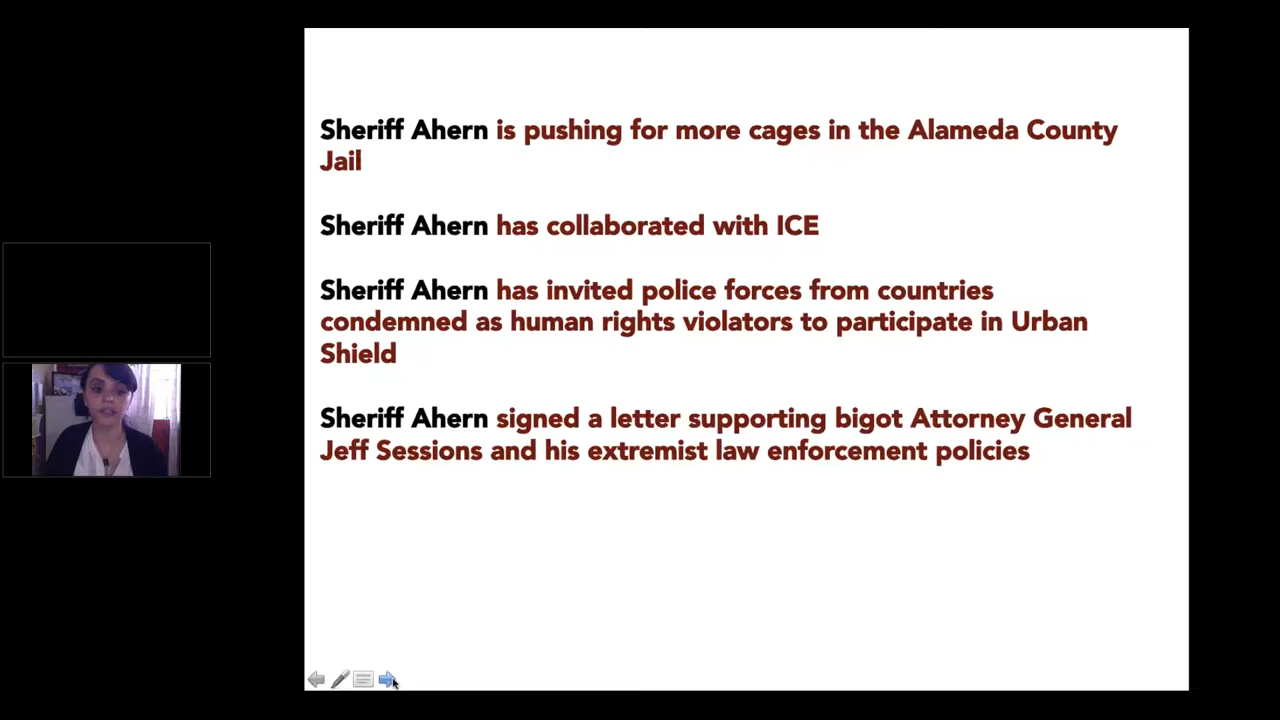 Sheriff Ahern is pushing for more cages in the Alameda County
Jail
Sheriff Ahern has collaborated with ICE
Sheriff Ahern has invited police forces from countries
condemned as human rights violators to participate in Urban
Shield
Sheriff Ahern signed a letter supporting bigot Attorney General
Jeff Sessions and his extremist law enforcement policies